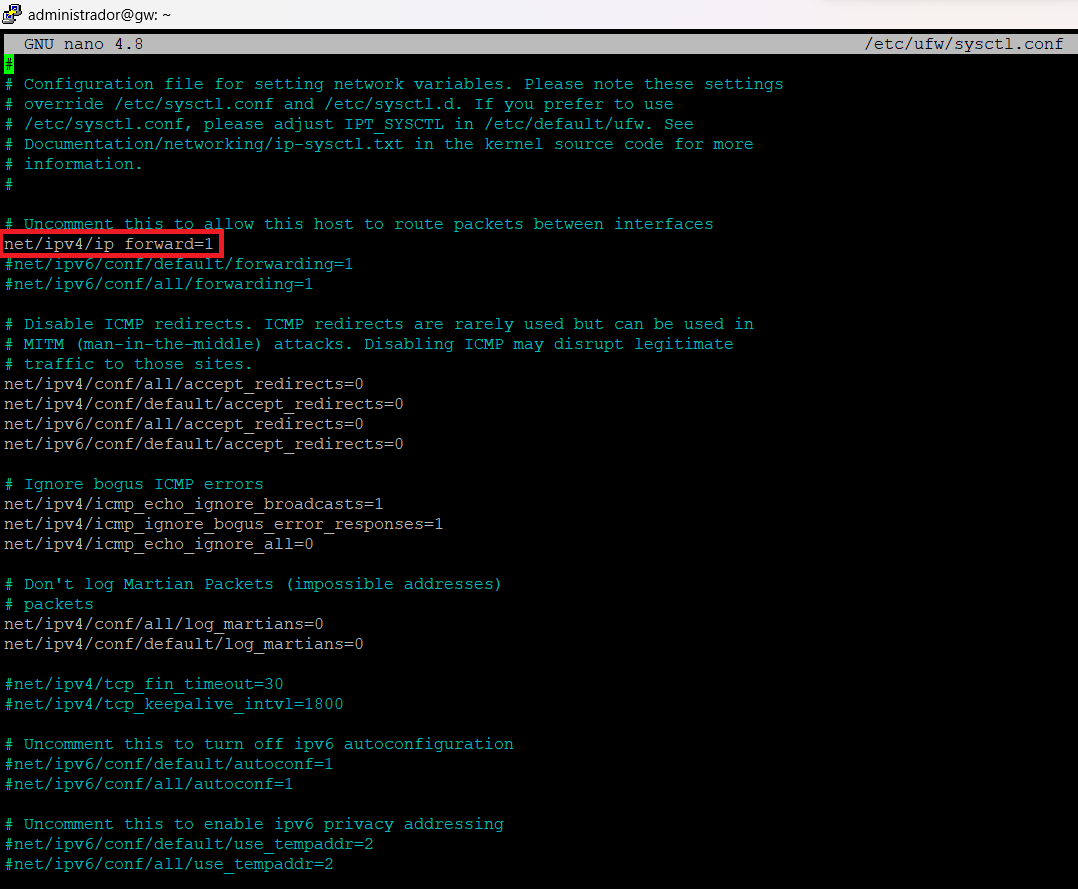 administrador@gw: ~
GNU nano 4.8 /etc/ufw/sysctl.conf
#
# Configuration file for setting network variables. Please note these settings
# override /etc/sysctl.conf and /etc/sysctl.d. If you prefer to use
# /etc/sysctl.conf, please adjust IPT_SYSCTL in /etc/default/ufw. See
# Documentation/networking/ip-sysctl.txt in the kernel source code for more
# information.
#
# Uncomment this to allow this host to route packets between interfaces
net/ipv4/ip_forward=1
#net/ipv6/conf/default/forwarding=1
#net/ipv6/conf/all/forwarding=1
# Disable ICMP redirects. ICMP redirects are rarely used but can be used in
# MITM (man-in-the-middle) attacks. Disabling ICMP may disrupt legitimate
# traffic to those sites.
net/ipv4/conf/all/accept_redirects=0
net/ipv4/conf/default/accept_redirects=0
net/ipv6/conf/all/accept_redirects=0
net/ipv6/conf/default/accept_redirects=0
# Ignore bogus ICMP errors
net/ipv4/icmp_echo_ignore_broadcasts=1
net/ipv4/icmp_ignore_bogus_error_responses=1
net/ipv4/icmp_echo_ignore_all=0
# Don't log Martian Packets (impossible addresses)
# packets
net/ipv4/conf/all/log_martians=0
net/ipv4/conf/default/log_martians=0
#net/ipv4/tcp_fin_timeout=30
#net/ipv4/tcp_keepalive_intvl=1800
# Uncomment this to turn off ipv6 autoconfiguration
#net/ipv6/conf/default/autoconf=1
#net/ipv6/conf/all/autoconf=1
# Uncomment this to enable ipv6 privacy addressing
#net/ipv6/conf/default/use_tempaddr=2
#net/ipv6/conf/all/use_tempaddr=2